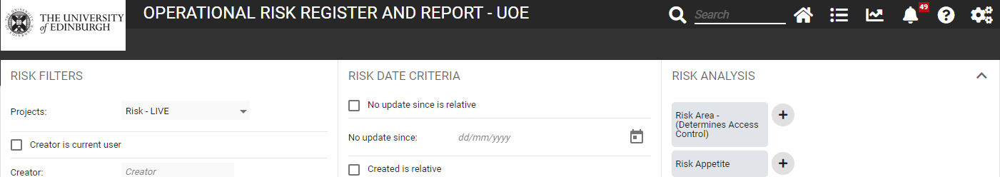 THE UNIVERSITY
of EDINBURGH
OPERATIONAL RISK REGISTER AND REPORT - UOE
Search
49
RISK FILTERS
Projects:
Risk - LIVE
Creator is current user
Creator:
Creator
RISK DATE CRITERIA
No update since is relative
No update since:
dd/mm/yyyy
Created is relative
RISK ANALYSIS
Risk Area -
(Determines Access
Control)
+
Risk Appetite
+